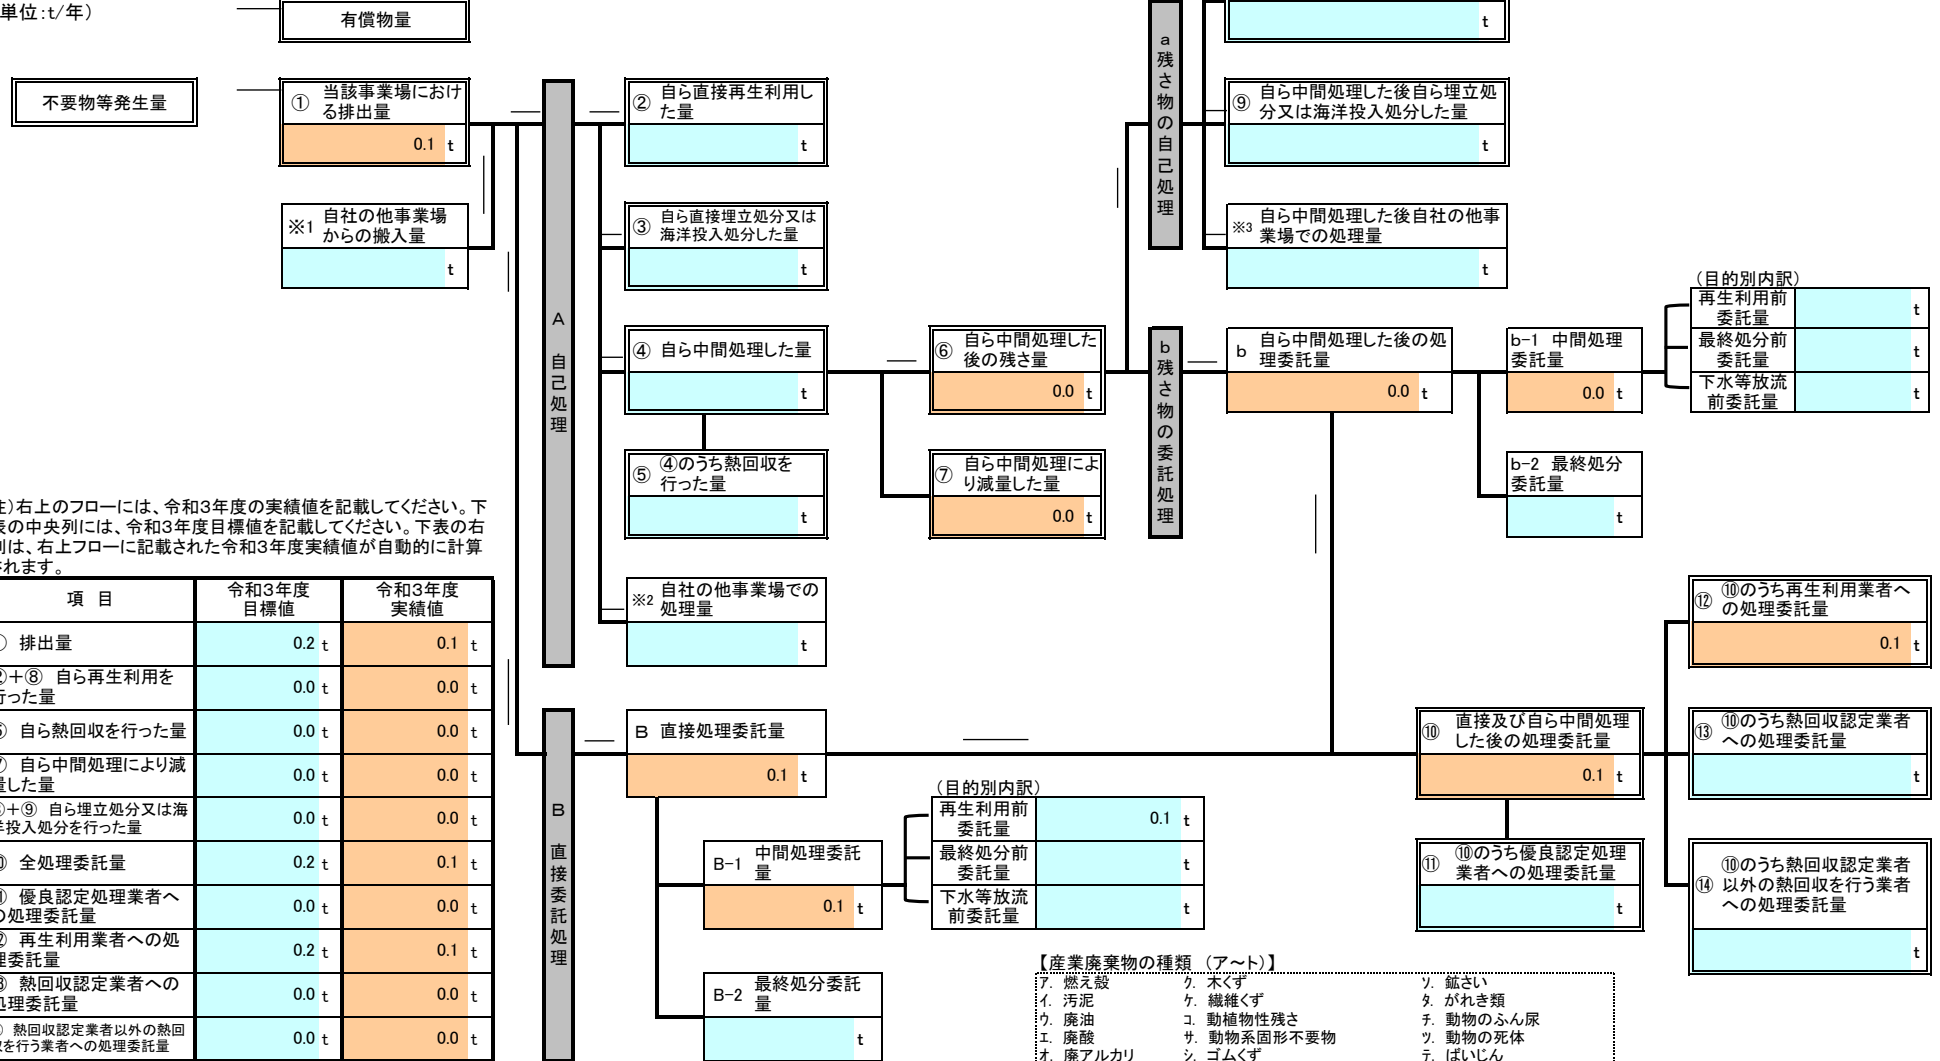 単位:t/年)
有償物量
不要物等発生量
① 当該事業場におけ
る排出量
0.1 t
※1 自社の他事業場
からの搬入量
t
A 自己処理
② 自ら直接再生利用し
た量
t
③ 自ら直接埋立処分又は
海洋投入処分した量
t
④ 自ら中間処理した量
t
⑤ ④のうち熱回収を
行った量
t
※2 自社の他事業場での
処理量
t
⑥ 自ら中間処理した
後の残さ量
0.0 t
⑦ 自ら中間処理によ
り減量した量
0.0 t
a 残さ物の自己処理
t
⑨ 自ら中間処理した後自ら埋立処
分又は海洋投入処分した量
t
※3 自ら中間処理した後自社の他事
業場での処理量
t
b 残さ物の委託処理
b 自ら中間処理した後の処
理委託量
0.0 t
b-1 中間処理
委託量
0.0 t
b-2 最終処分
委託量
t
(目的別内訳)
再生利用前
委託量
t
最終処分前
委託量
t
下水等放流
前委託量
t
)右上のフローには、令和3年度の実績値を記載してください。下
の中央列には、令和3年度目標値を記載してください。下表の右
は、右上フローに記載された令和3年度実績値が自動的に計算
れます。
項 目
令和3年度
目標値
令和3年度
実績値
排出量 0.2 t 0.1 t
+⑧ 自ら再生利用を
行った量 0.0 t 0.0 t
自ら熱回収を行った量 0.0 t 0.0 t
自ら中間処理により減
量した量 0.0 t 0.0 t
+⑨ 自ら埋立処分又は海
洋投入処分を行った量 0.0 t 0.0 t
全処理委託量 0.2 t 0.1 t
優良認定処理業者へ
の処理委託量 0.0 t 0.0 t
再生利用業者への処
理委託量 0.2 t 0.1 t
熱回収認定業者への
処理委託量 0.0 t 0.0 t
熱回収認定業者以外の熱回
収を行う業者への処理委託量 0.0 t 0.0 t
B 直接委託処理
B 直接処理委託量
0.1 t
B-1 中間処理委託
量
0.1 t
B-2 最終処分委託
量
t
(目的別内訳)
再生利用前
委託量
0.1 t
最終処分前
委託量
t
下水等放流
前委託量
t
⑩ 直接及び自ら中間処理
した後の処理委託量
0.1 t
⑪ ⑩のうち優良認定処理
業者への処理委託量
t
⑫ ⑩のうち再生利用業者へ
の処理委託量
0.1 t
⑬ ⑩のうち熱回収認定業者
への処理委託量
t
⑭ ⑩のうち熱回収認定業者
以外の熱回収を行う業者
への処理委託量
t
【産業廃棄物の種類 (ア～ト)】
ア. 燃え殻 ク. 木くず ソ. 鉱さい
イ. 汚泥 ケ. 繊維くず タ. がれき類
ウ. 廃油 コ. 動植物性残さ チ. 動物のふん尿
エ. 廃酸 サ. 動物系固形不要物 ツ. 動物の死体
オ. 廃アルカリ シ. ゴムくず テ. ばいじん